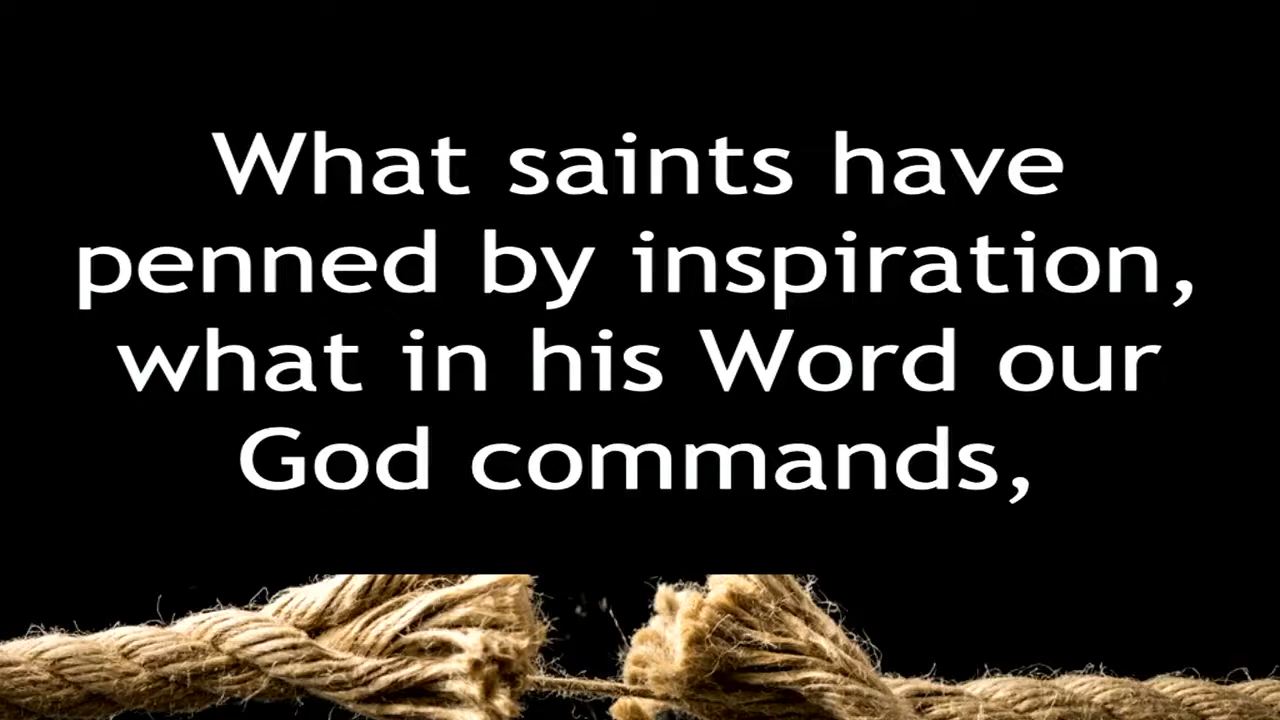 What saints have
penned by inspiration,
what in his Word our
God commands,